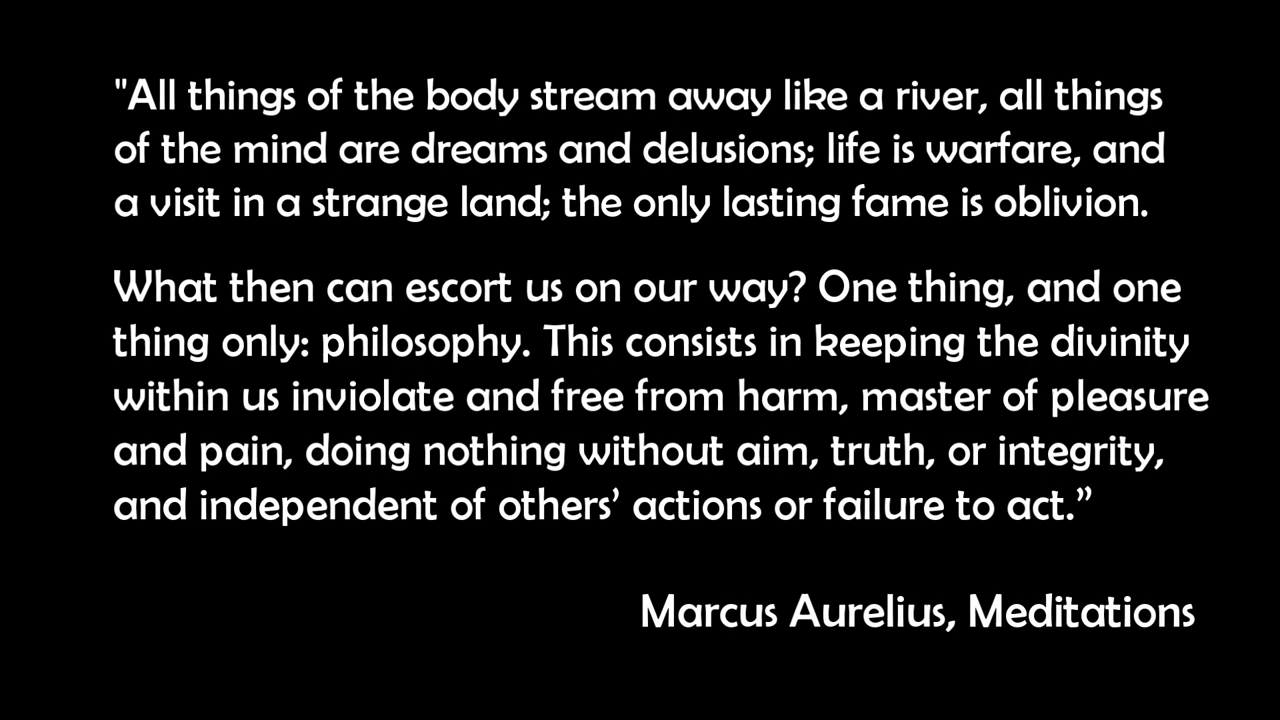 "All things of the body stream away like a river, all things
of the mind are dreams and delusions; life is warfare, and
a visit in a strange land; the only lasting fame is oblivion.
What then can escort us on our way? One thing, and one
thing only: philosophy. This consists in keeping the divinity
within us inviolate and free from harm, master of pleasure
and pain, doing nothing without aim, truth, or integrity,
and independent of others’ actions or failure to act.”
Marcus Aurelius, Meditations